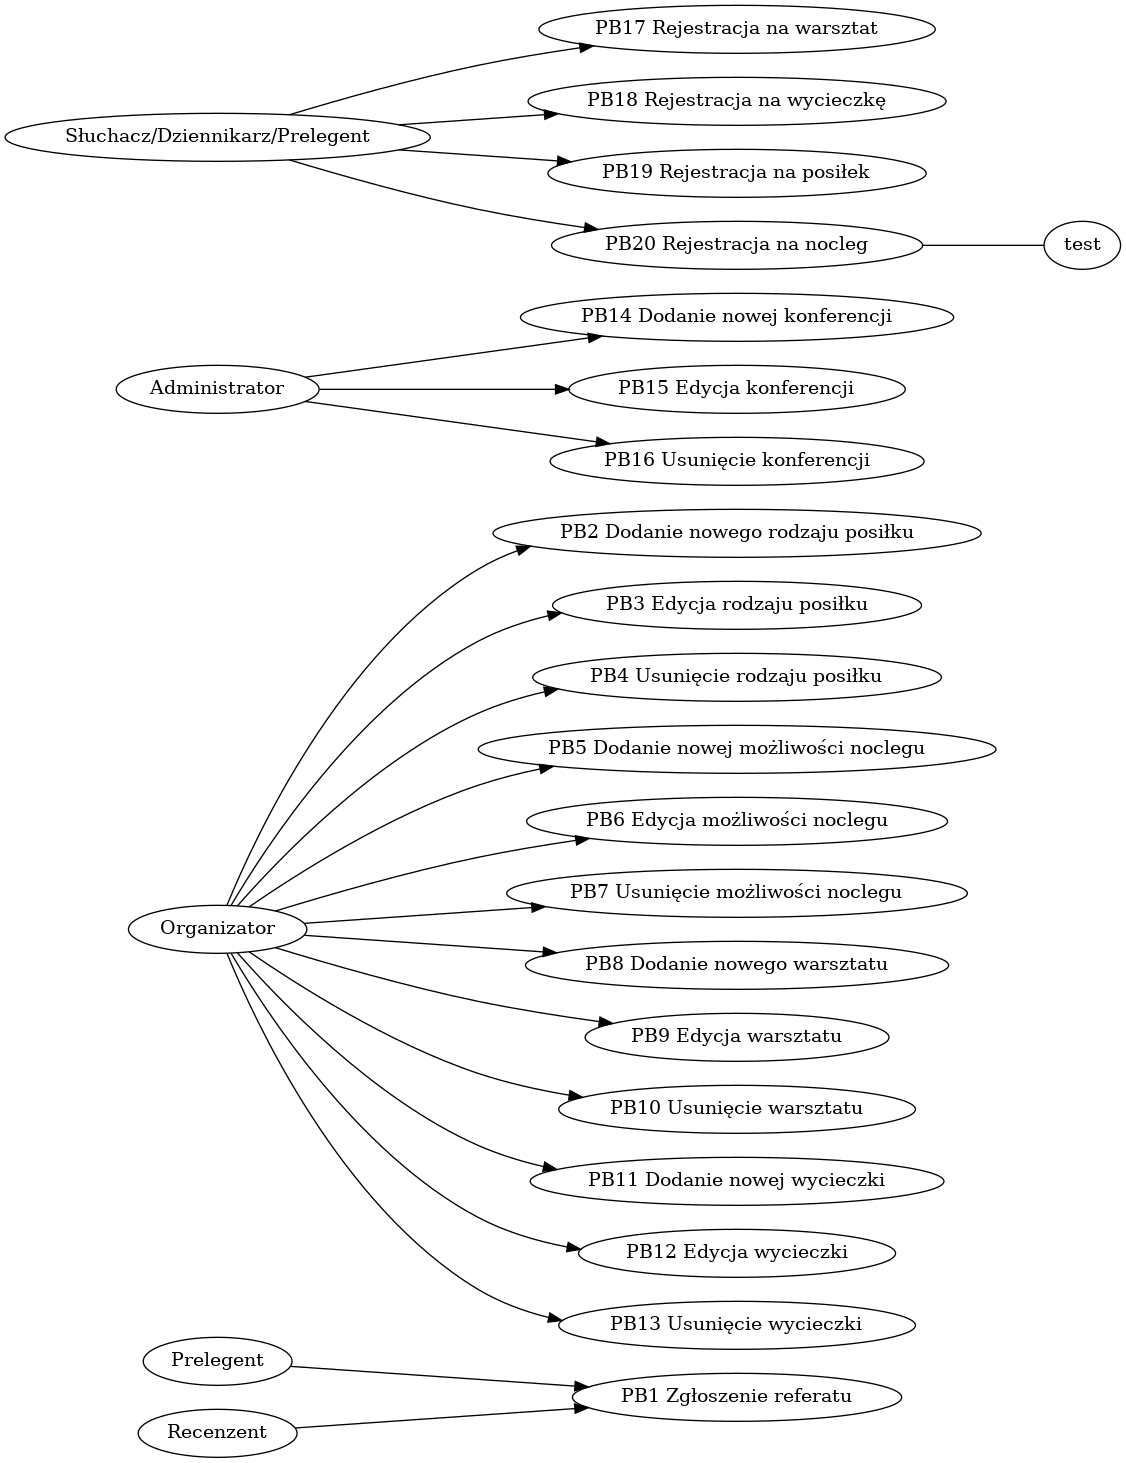 PB17 Rejestracja na warsztat
PB18 Rejestracja na wycieczkę
Słuchacz/Dziennikarz/Prelegent
PB19 Rejestracja na posiłek
PB20 Rejestracja na nocleg
test
PB14 Dodanie nowej konferencji
Administrator
PB15 Edycja konferencji
PB16 Usunięcie konferencji
PB2 Dodanie nowego rodzaju posiłku
PB3 Edycja rodzaju posiłku
PB4 Usunięcie rodzaju posiłku
PB5 Dodanie nowej możliwości noclegu
PB6 Edycja możliwości noclegu
PB7 Usunięcie możliwości noclegu
Organizator
PB8 Dodanie nowego warsztatu
PB9 Edycja warsztatu
PB10 Usunięcie warsztatu
PB11 Dodanie nowej wycieczki
PB12 Edycja wycieczki
PB13 Usunięcie wycieczki
Prelegent
PB1 Zgłoszenie referatu
Recenzent